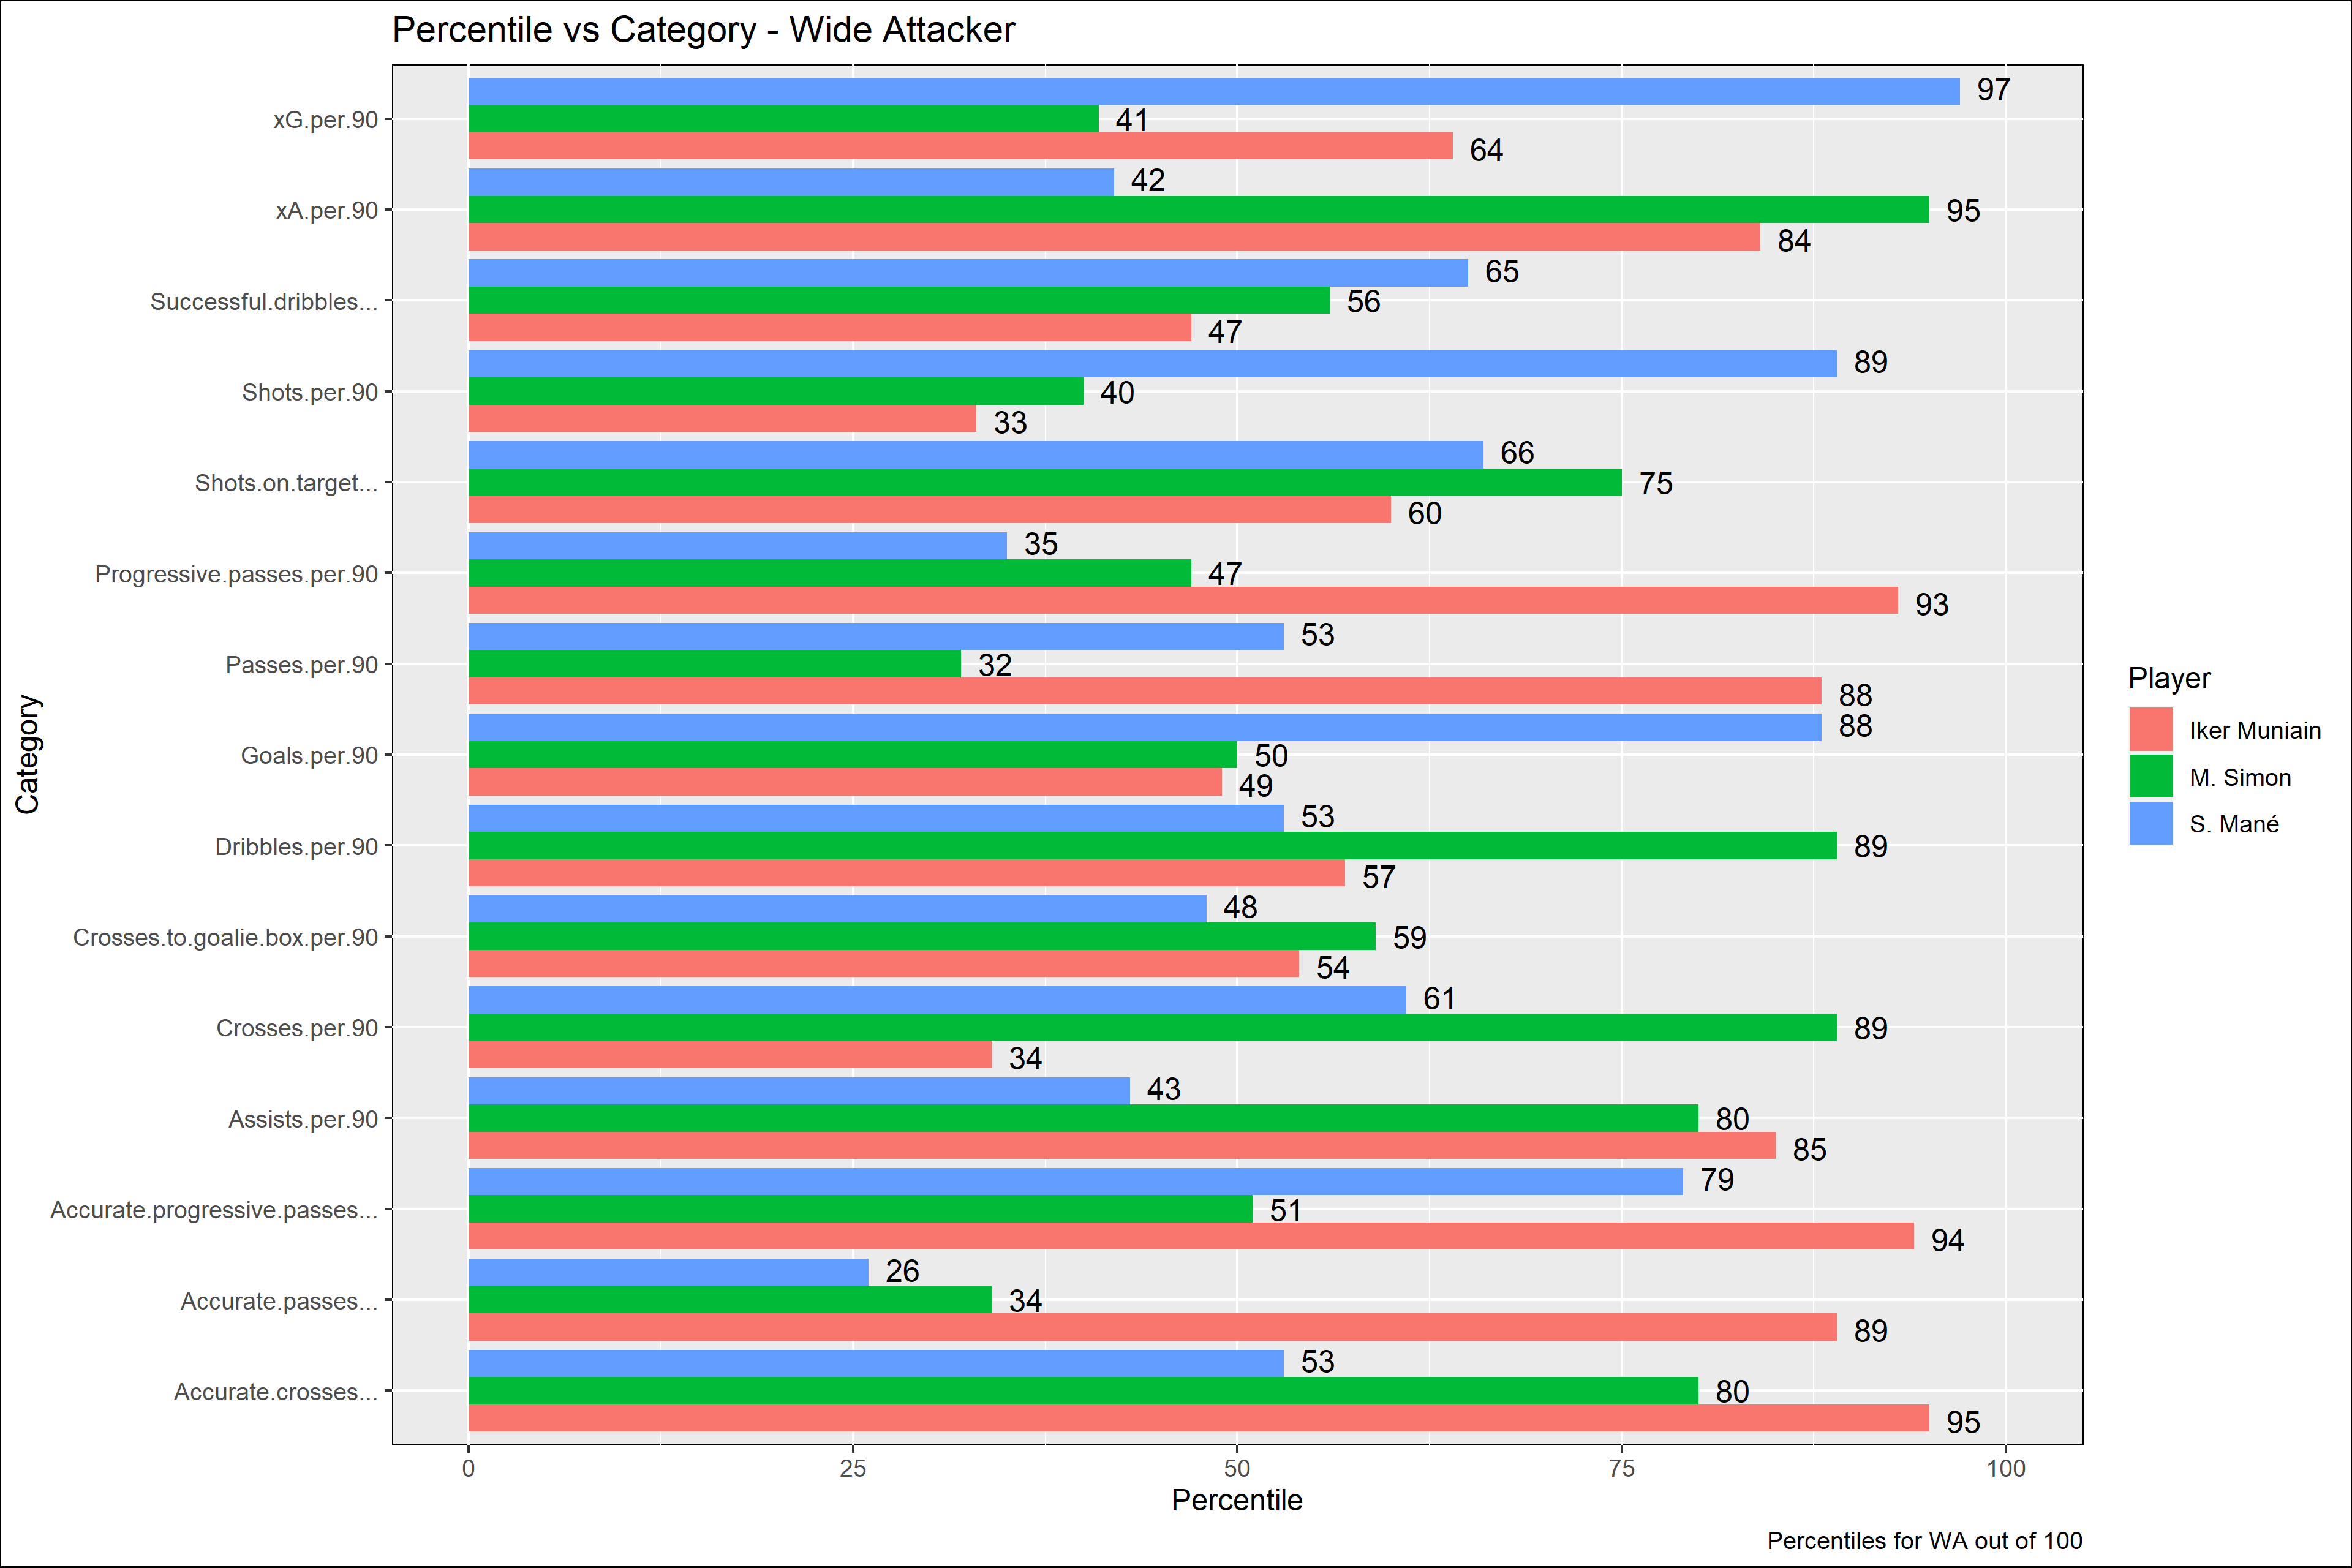 Percentile vs Category - Wide Attacker
Category
xG.per.90
97
41
64
xA.per.90
42
95
84
Successful.dribbles...
65
56
47
Shots.per.90
89
40
33
Shots.on.target...
66
75
60
Progressive.passes.per.90
35
47
93
Passes.per.90
53
32
88
Goals.per.90
88
50
49
Dribbles.per.90
53
89
57
Crosses.to.goalie.box.per.90
48
59
54
Crosses.per.90
61
89
34
Assists.per.90
43
80
85
Accurate.progressive.passes...
79
51
94
Accurate.passes...
26
34
89
Accurate.crosses...
53
80
95
0 25 50 75 100
Percentile
Player
Iker Muniain
M. Simon
S. Mané
Percentiles for WA out of 100